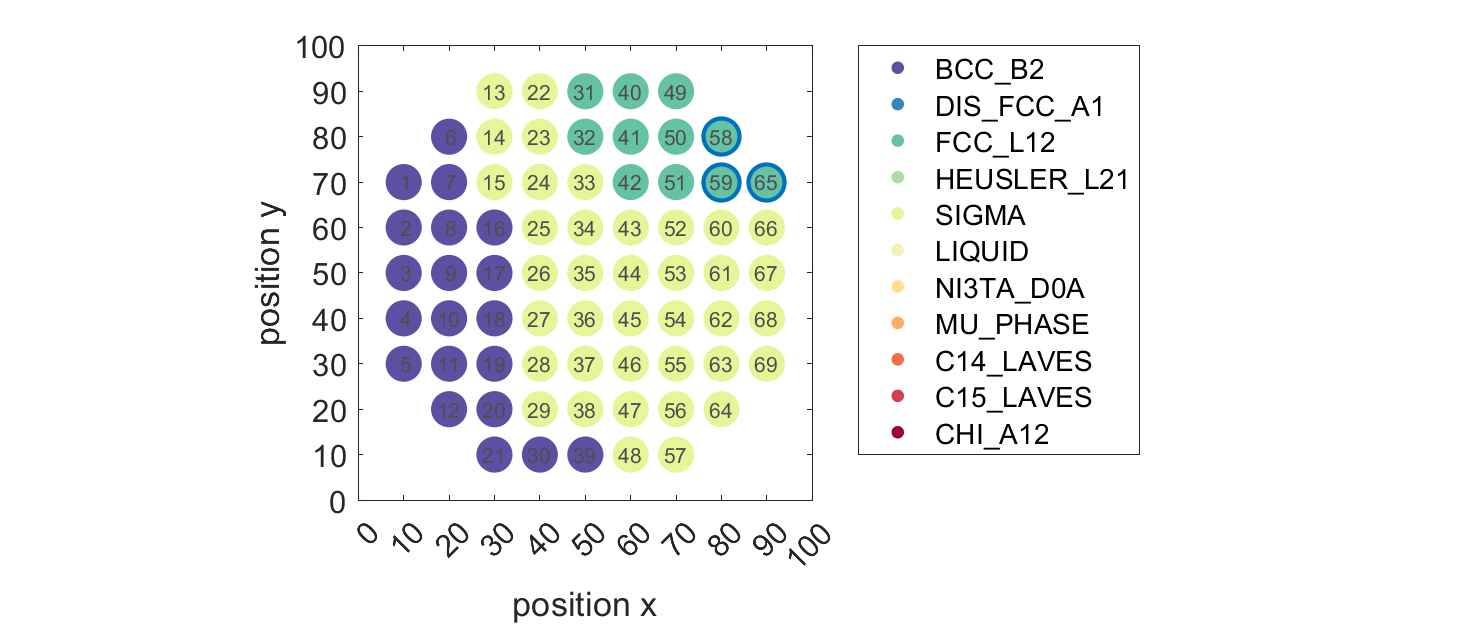 100
90
80
70
60
50
40
30
20
10
0
position y
13 22 31 40 49
6 14 23 32 41 50 58
1 7 15 24 33 42 51 59 65
2 8 16 25 34 43 52 60 66
3 9 17 26 35 44 53 61 67
4 10 18 27 36 45 54 62 68
5 11 19 28 37 46 55 63 69
12 20 29 38 47 56 64
21 30 39 48 57
0 10 20 30 40 50 60 70 80 90 100
position x
BCC_B2
DIS_FCC_A1
FCC_L12
HEUSLER_L21
SIGMA
LIQUID
NI3TA_D0A
MU_PHASE
C14_LAVES
C15_LAVES
CHI_A12